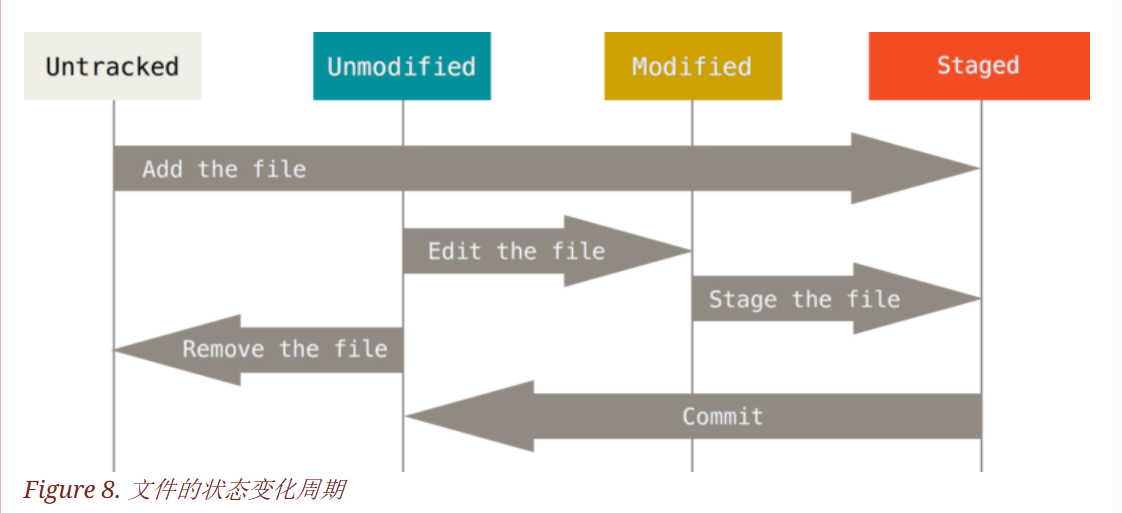 Untracked
Unmodified
Modified
Staged
Add the file
Edit the file
Stage the file
Remove the file
Commit
Figure 8. 文件的状态变化周期